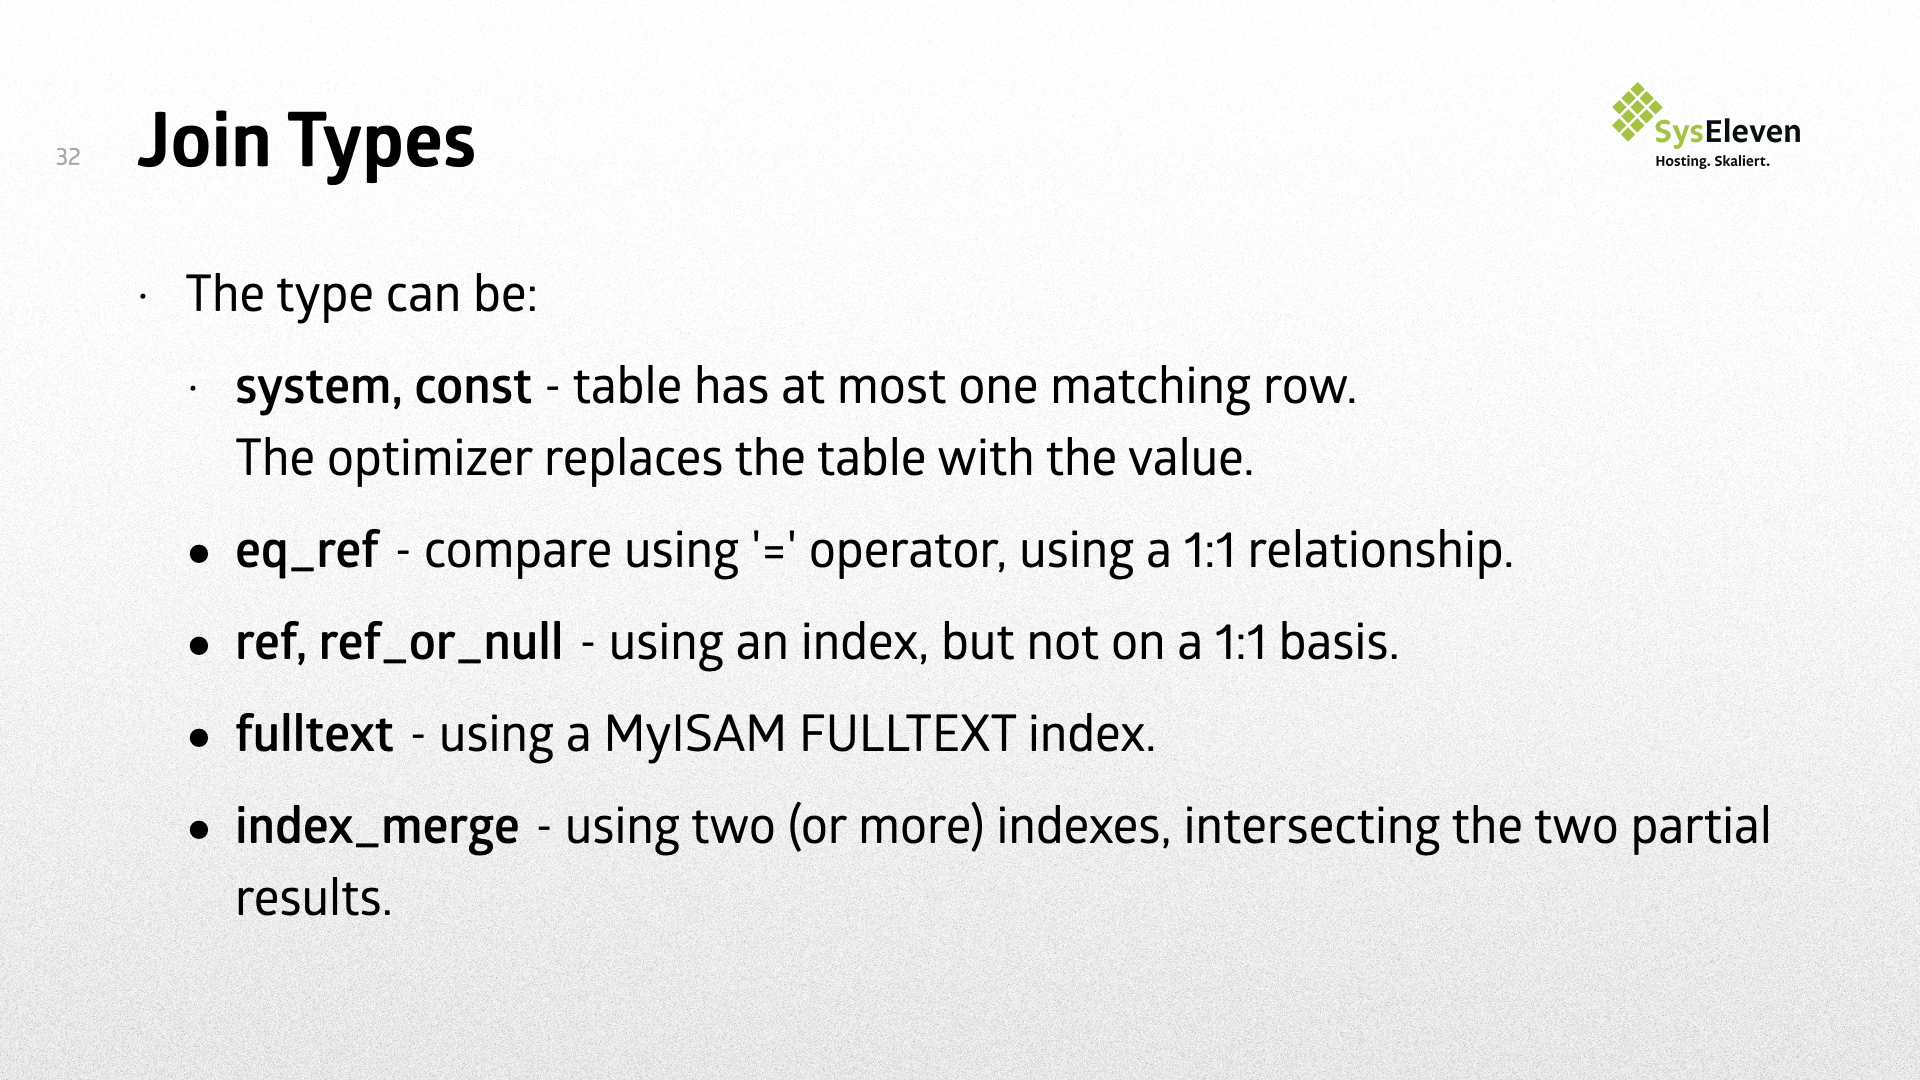 32
Join Types
SysEleven
Hosting. Skaliert.
· The type can be:
· system, const - table has at most one matching row.
The optimizer replaces the table with the value.
● eq_ref - compare using '=' operator, using a 1:1 relationship.
● ref, ref_or_null - using an index, but not on a 1:1 basis.
● fulltext - using a MyISAM FULLTEXT index.
● index_merge - using two (or more) indexes, intersecting the two partial
results.